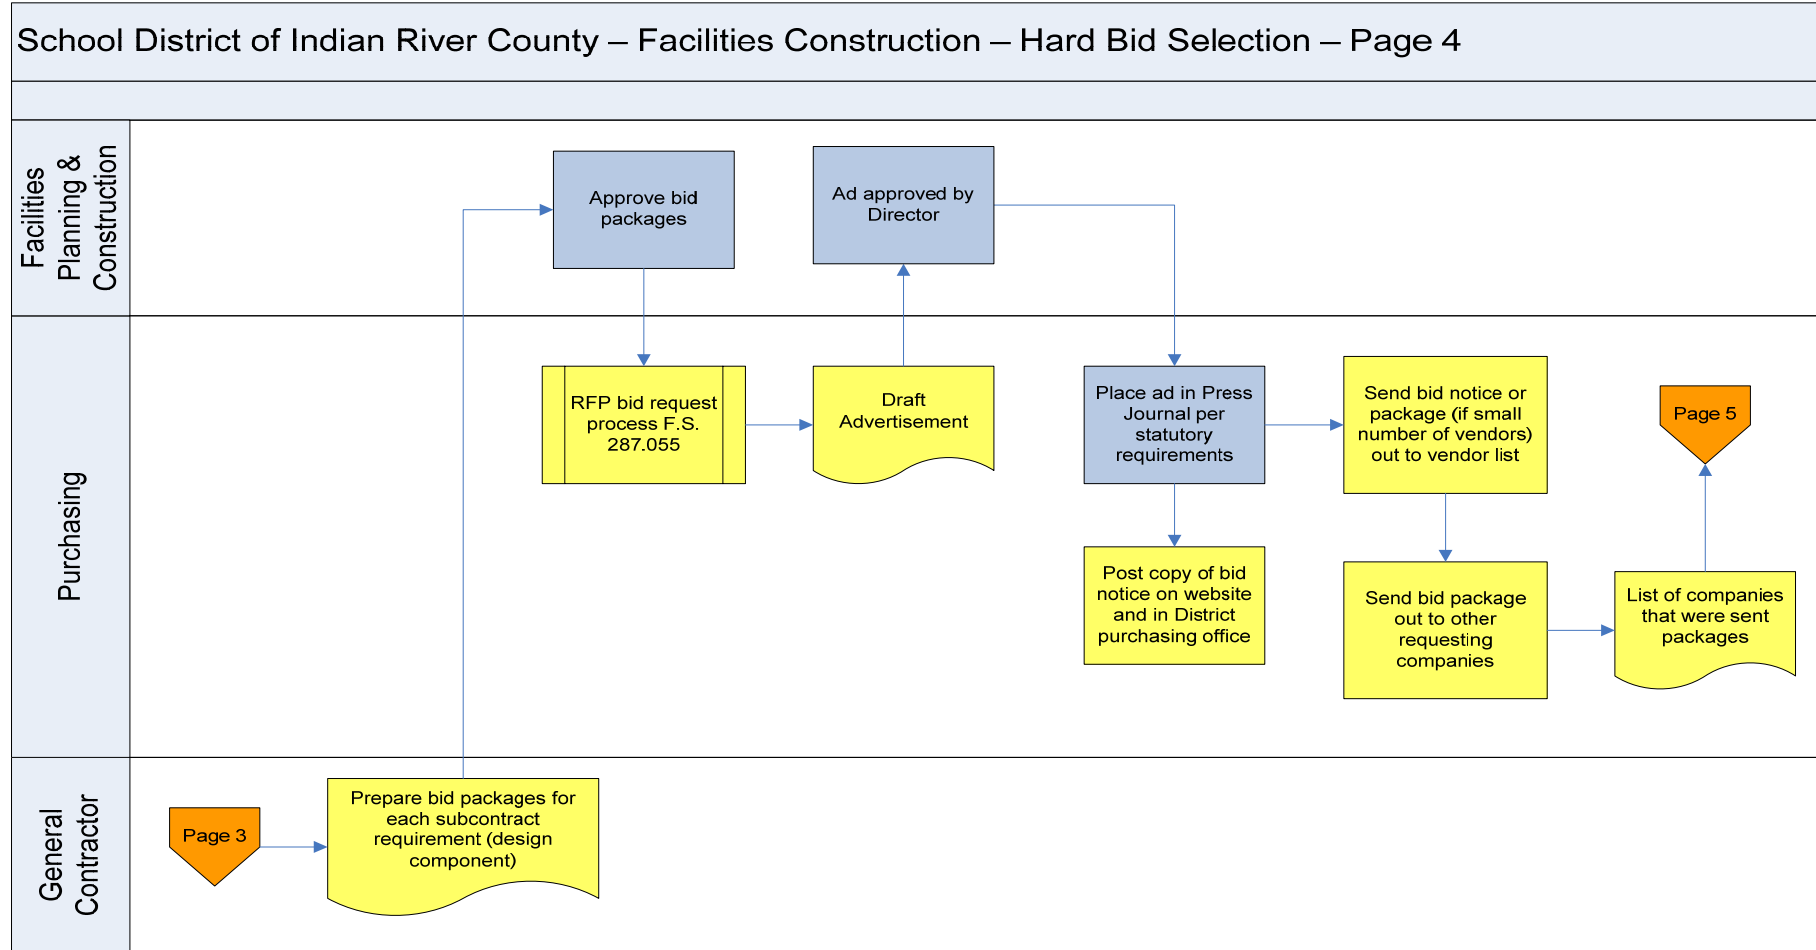 School District of Indian River County – Facilities Construction – Hard Bid Selection – Page 4
Facilities
Planning &
Construction
Approve bid
packages
Ad approved by
Director
Purchasing
RFP bid request
process F.S.
287.055
Draft
Advertisement
Place ad in Press
Journal per
statutory
requirements
Send bid notice or
package (if small
number of vendors)
out to vendor list
Page 5
Post copy of bid
notice on website
and in District
purchasing office
Send bid package
out to other
requesting
companies
List of companies
that were sent
packages
General
Contractor
Page 3
Prepare bid packages for
each subcontract
requirement (design
component)